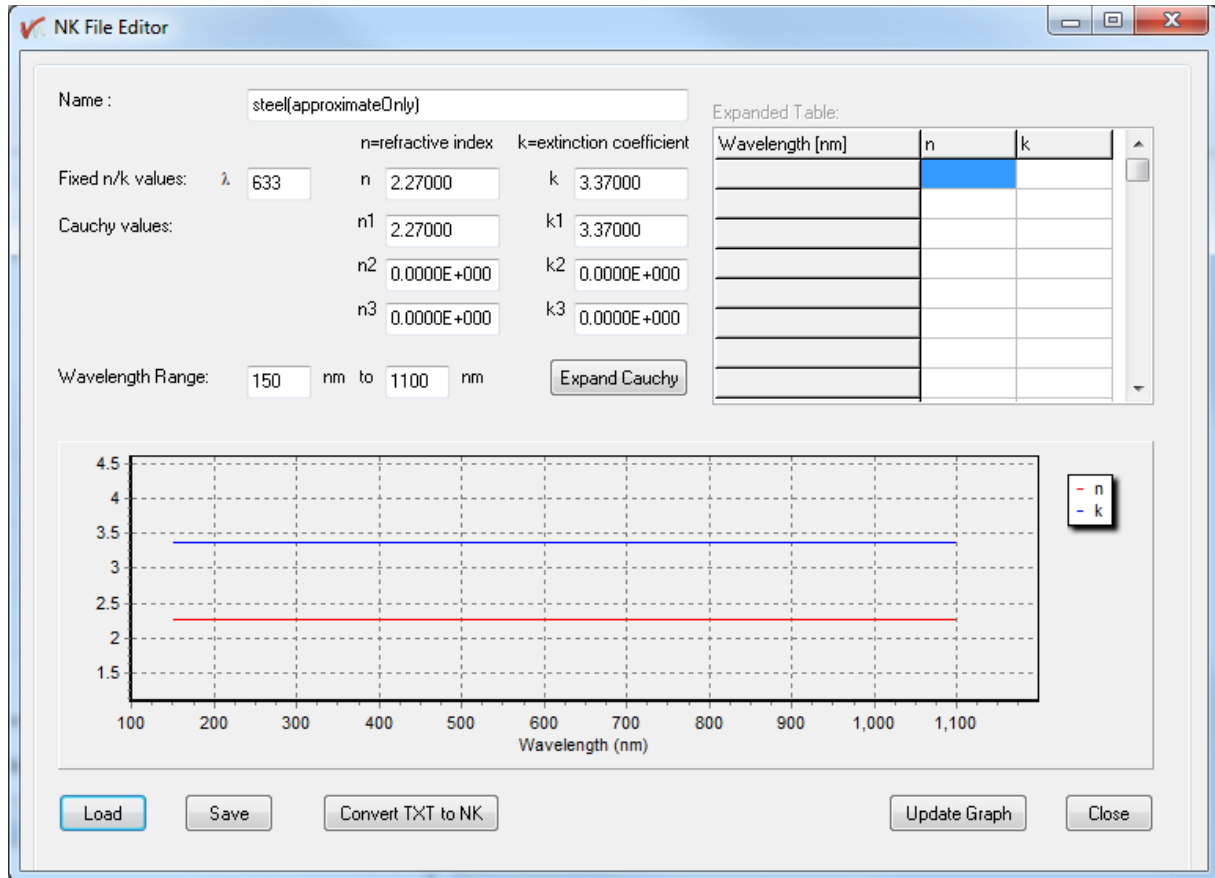 NK File Editor
Name :
steel(approximateOnly)
Expanded Table:
n=refractive index
k=extinction coefficient
Wavelength [nm]
n
k
Fixed n/k values:
λ
633
n
2.27000
k
3.37000
Cauchy values:
n1
2.27000
k1
3.37000
n2
0.0000E+000
k2
0.0000E+000
n3
0.0000E+000
k3
0.0000E+000
Wavelength Range:
150
nm to
1100
nm
Expand Cauchy
4.5
4
3.5
3
2.5
2
1.5
100 200 300 400 500 600 700 800 900 1,000 1,100
Wavelength (nm)
n
k
Load
Save
Convert TXT to NK
Update Graph
Close